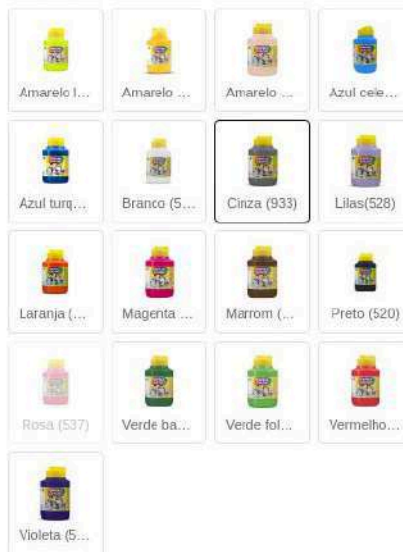 Amarelo l...
Amarelo ...
Amarelo ...
Azul cele...
Azul turq...
Branco (5...
Cinza (933)
Lilas(528)
Laranja (...
Magenta ...
Marrom (...
Preto (520)
Rosa (537)
Verde ba...
Verde fol...
Vermelho...
Violeta (5...